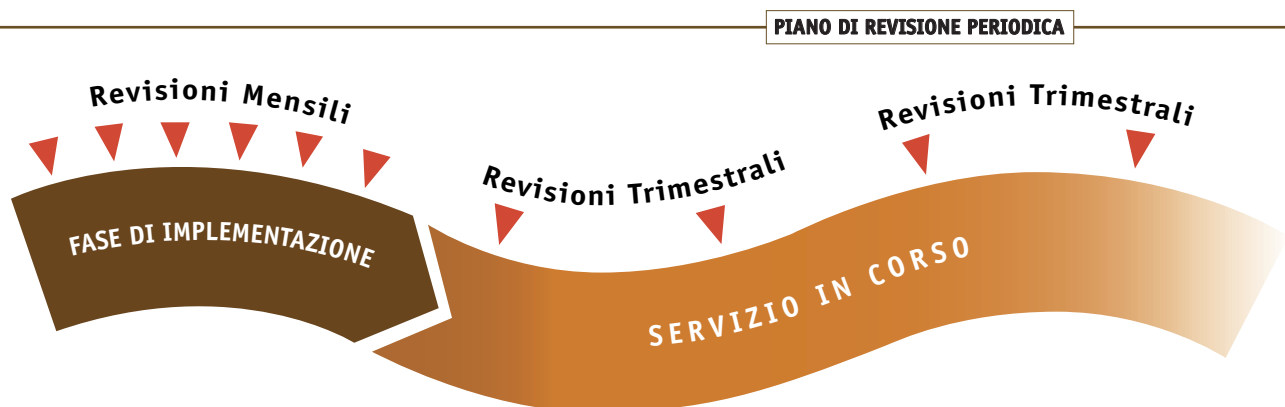 PIANO DI REVISIONE PERIODICA
Revisioni Mensili
Revisioni Trimestrali
Revisioni Trimestrali
FASE DI IMPLEMENTAZIONE
SERVIZIO IN CORSO